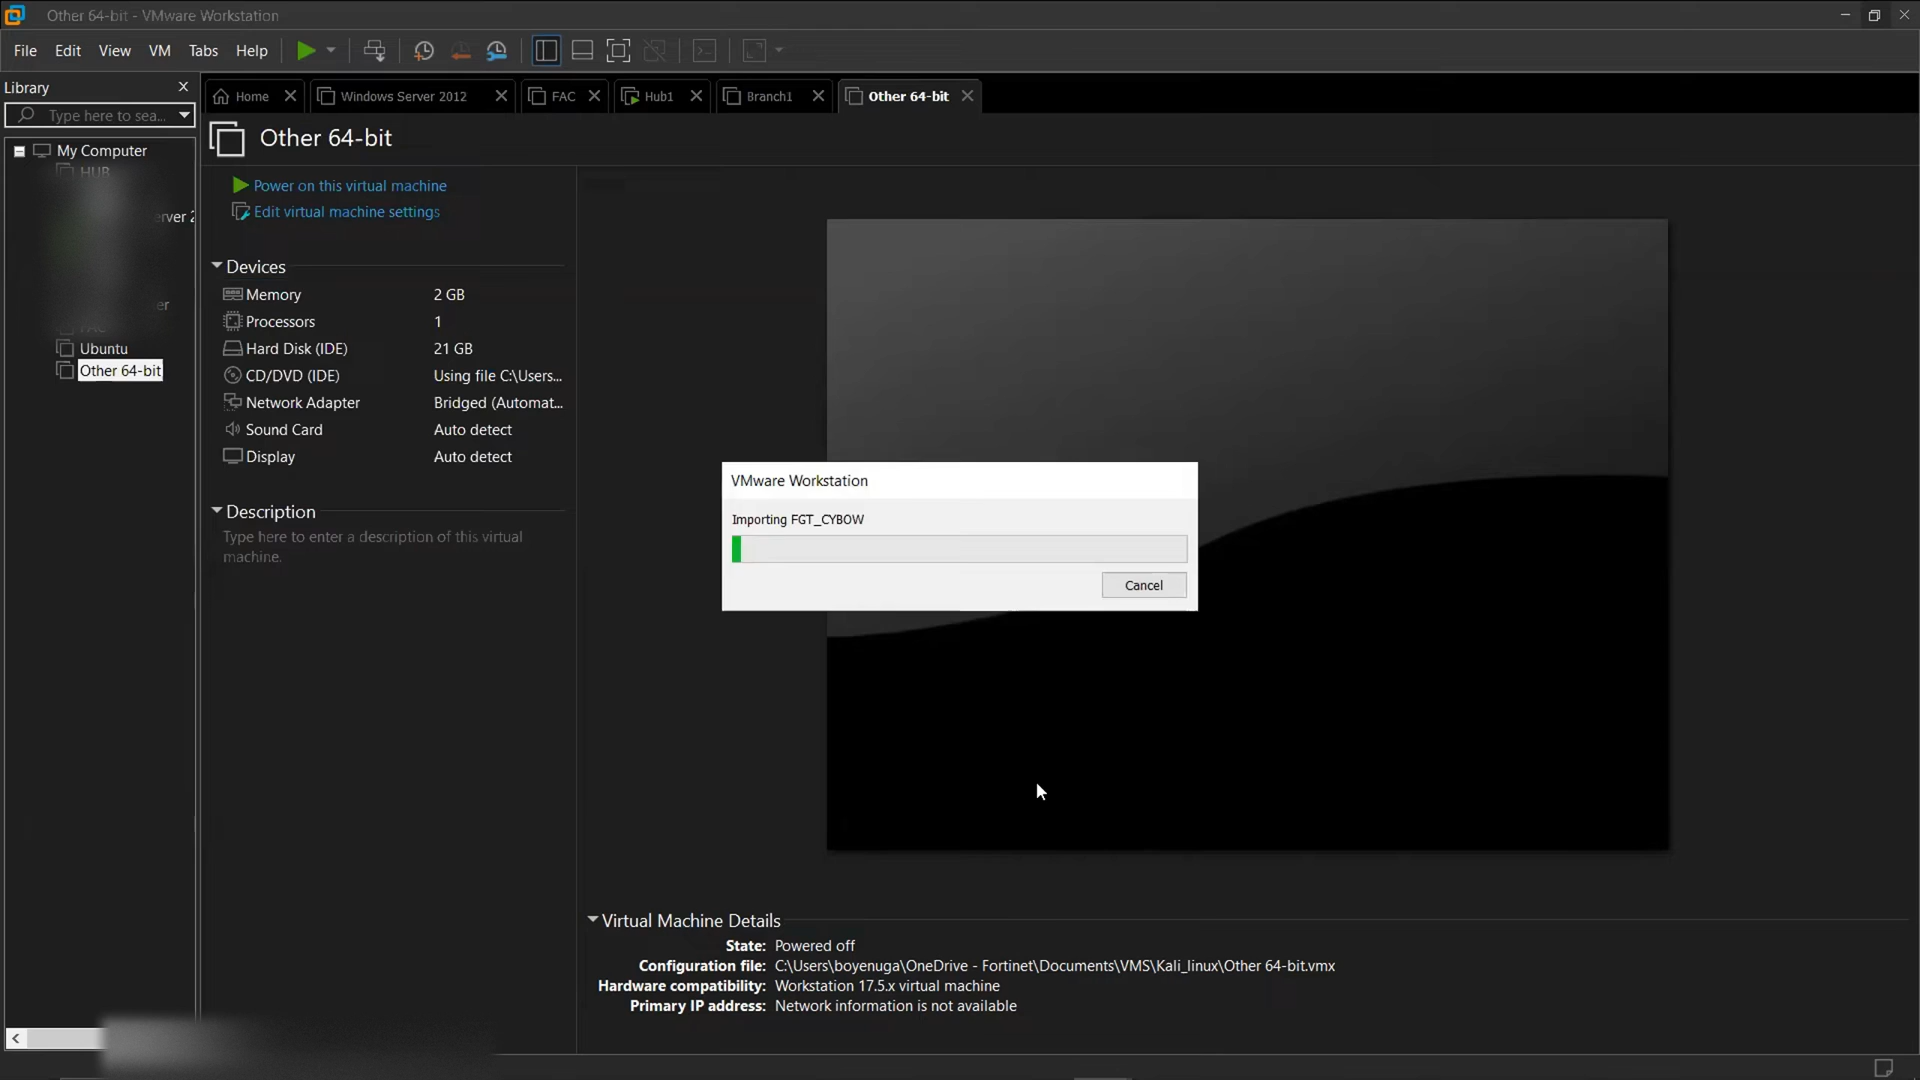 Other 64-bit - VMware Workstation
File Edit View VM Tabs Help
Library
Home Windows Server 2012 FAC Hub1 Branch1 Other 64-bit
Type here to sea...
Other 64-bit
My Computer
HUB
erver 2
er
FAC
Ubuntu
Other 64-bit
Power on this virtual machine
Edit virtual machine settings
Devices
Memory 2 GB
Processors 1
Hard Disk (IDE) 21 GB
CD/DVD (IDE) Using file C:\Users...
Network Adapter Bridged (Automat...
Sound Card Auto detect
Display Auto detect
Description
Type here to enter a description of this virtual
machine.
VMware Workstation
Importing FGT_CYBOW
Cancel
Virtual Machine Details
State: Powered off
Configuration file: C:\Users\boyenuga\OneDrive - Fortinet\Documents\VMS\Kali_linux\Other 64-bit.vmx
Hardware compatibility: Workstation 17.5.x virtual machine
Primary IP address: Network information is not available